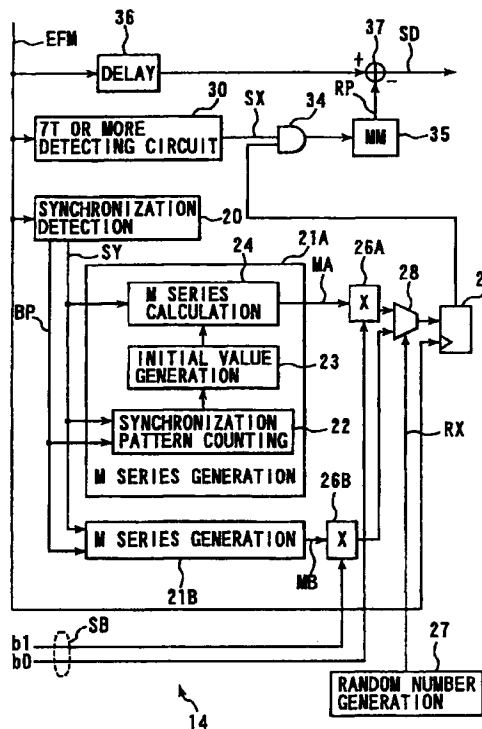 EFM
36
DELAY
+
37
SD
−
RP
30
7T OR MORE
DETECTING CIRCUIT
SX
34
MM
35
SYNCHRONIZATION
DETECTION
20
SY
BP
21A
24
M SERIES
CALCULATION
MA
26A
X
28
INITIAL VALUE
GENERATION
23
SYNCHRONIZATION
PATTERN COUNTING
22
M SERIES GENERATION
RX
26B
X
M SERIES GENERATION
MB
21B
SB
b1
b0
27
RANDOM NUMBER
GENERATION
14